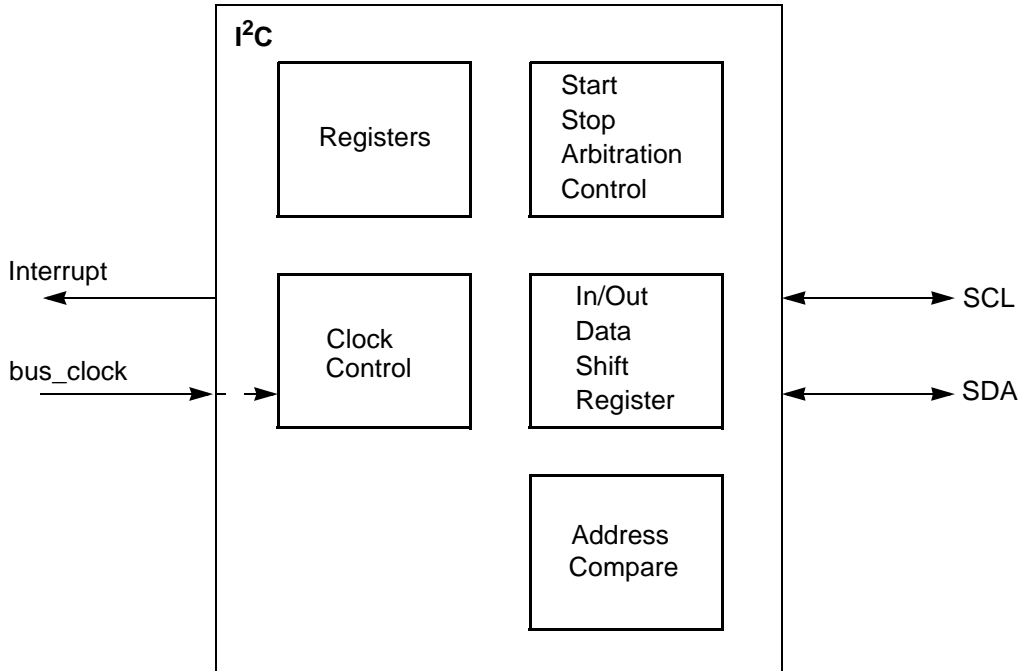 I²C
Registers
Start
Stop
Arbitration
Control
Interrupt
bus_clock
Clock
Control
In/Out
Data
Shift
Register
SCL
SDA
Address
Compare